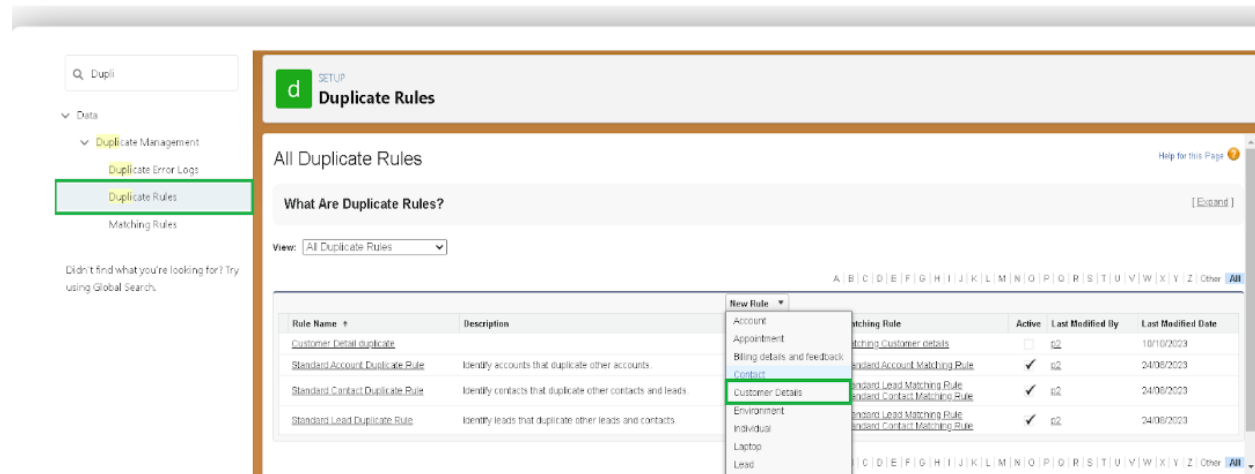 Dupli
Data
Duplicate Management
Duplicate Error Logs
Duplicate Rules
Matching Rules
Didn't find what you're looking for? Try
using Global Search.
d
SETUP
Duplicate Rules
All Duplicate Rules
Help for this Page ?
What Are Duplicate Rules?
[ Expand ]
View: All Duplicate Rules
A | B | C | D | E | F | G | H | I | J | K | L | M | N | O | P | Q | R | S | T | U | V | W | X | Y | Z | Other All
New Rule
Rule Name ↑ Description atching Rule Active Last Modified By Last Modified Date
Customer Detail duplicate atching Customer details p2 10/10/2023
Standard Account Duplicate Rule Identify accounts that duplicate other accounts. andard Account Matching Rule ✓ p2 24/08/2023
Standard Contact Duplicate Rule Identify contacts that duplicate other contacts and leads. andard Lead Matching Rule
andard Contact Matching Rule ✓ p2 24/08/2023
Standard Lead Duplicate Rule Identify leads that duplicate other leads and contacts. andard Lead Matching Rule
andard Contact Matching Rule ✓ p2 24/08/2023
Account
Appointment
Billing details and feedback
Contact
Customer Details
Environment
Individual
Laptop
Lead
C | D | E | F | G | H | I | J | K | L | M | N | O | P | Q | R | S | T | U | V | W | X | Y | Z | Other All